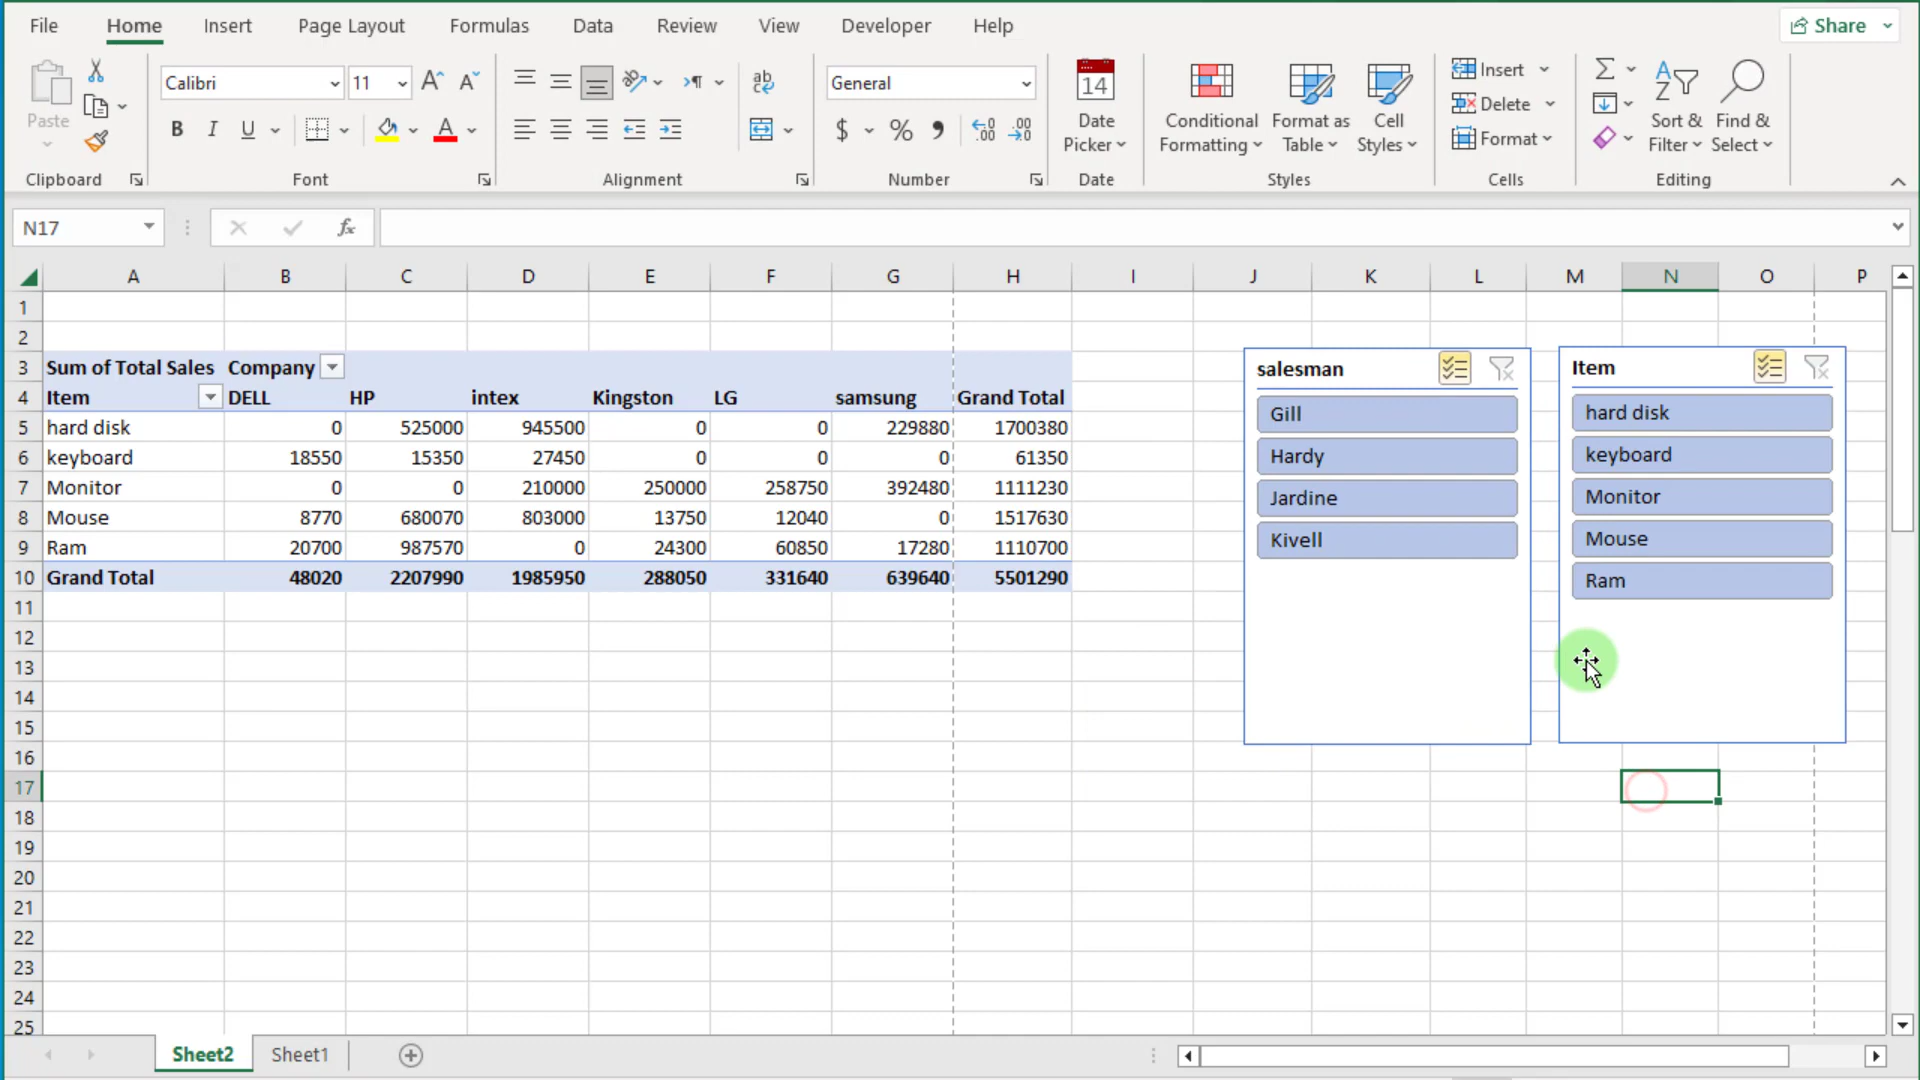 File Home Insert Page Layout Formulas Data Review View Developer Help Share
Calibri 11 General 14 Insert
Paste Date Conditional Format as Cell Delete Sort & Find &
Picker Formatting Table Styles Format Filter Select
Clipboard Font Alignment Number Date Styles Cells Editing
N17 fx
A B C D E F G H I J K L M N O P
1
2
3 Sum of Total Sales Company
4 Item DELL HP intex Kingston LG samsung Grand Total
5 hard disk 0 525000 945500 0 0 229880 1700380
6 keyboard 18550 15350 27450 0 0 0 61350
7 Monitor 0 0 210000 250000 258750 392480 1111230
8 Mouse 8770 680070 803000 13750 12040 0 1517630
9 Ram 20700 987570 0 24300 60850 17280 1110700
10 Grand Total 48020 2207990 1985950 288050 331640 639640 5501290
11
12
13
14
15
16
17
18
19
20
21
22
23
24
25
salesman
Gill
Hardy
Jardine
Kivell
Item
hard disk
keyboard
Monitor
Mouse
Ram
Sheet2 Sheet1